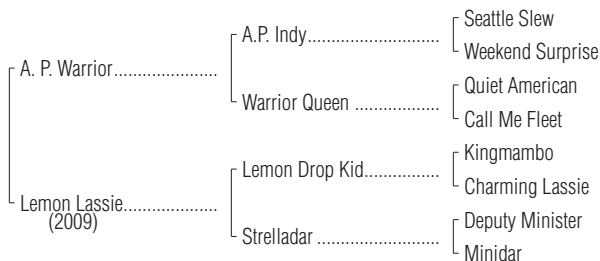 Seattle Slew
A.P. Indy
Weekend Surprise
A. P. Warrior
Quiet American
Warrior Queen
Call Me Fleet
Kingmambo
Lemon Drop Kid
Charming Lassie
Lemon Lassie
(2009)
Deputy Minister
Strelladar
Minidar